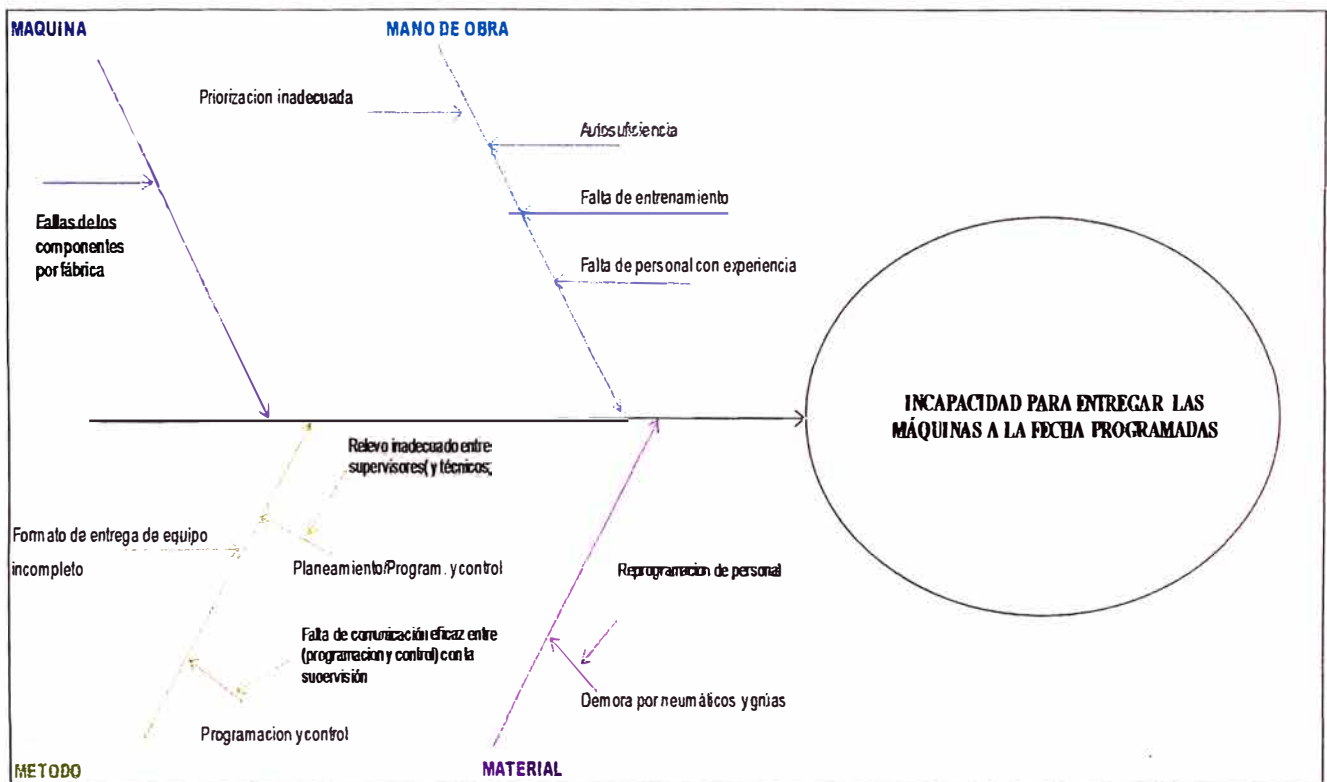 MAQUINA
MANO DE OBRA
Priorizacion inadecuada
Autosuficiencia
Falta de entrenamiento
Falta de personal con experiencia
Fallas de los
componentes
por fábrica
INCAPACIDAD PARA ENTREGAR LAS
MÁQUINAS A LA FECHA PROGRAMADAS
Relevo inadecuado entre
supervisores( y técnicos;
Formato de entrega de equipo
incompleto
Planeamiento/Program. y control
Reprogramacion de personal
Falta de comunicación eficaz entre
(programacion y control) con la
supervisión
Demora por neumáticos y grúas
Programacion y control
METODO
MATERIAL